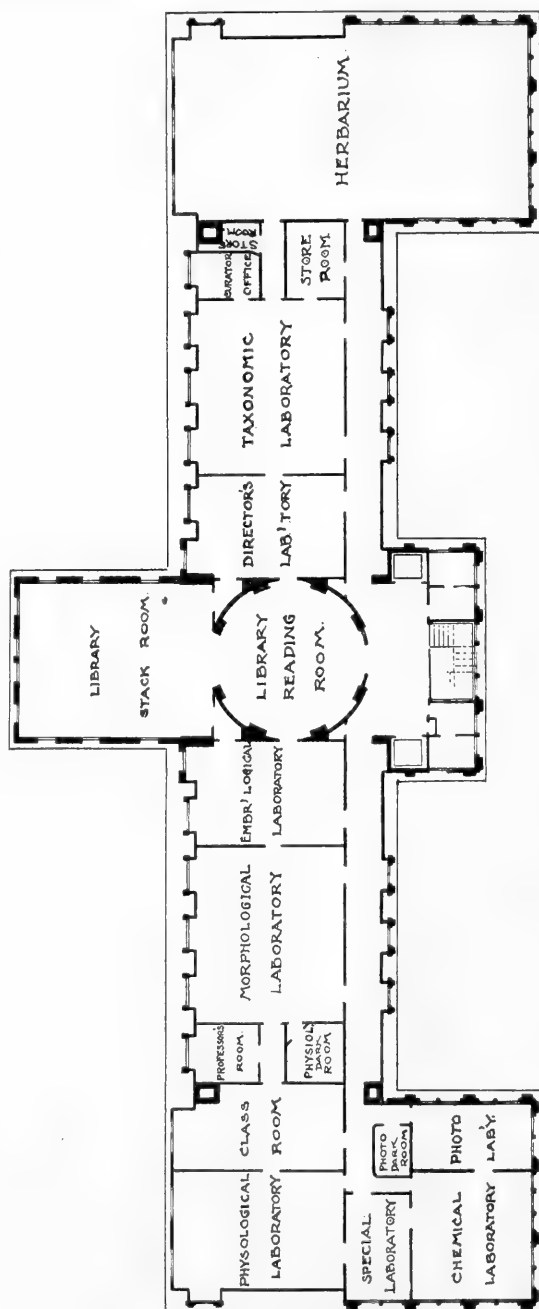 HERBARIUM.
STORE
ROOM
CURATOR
OFFICE
STORE
ROOM
TAXONOMIC
LABORATORY
DIRECTOR'S
LAB'TORY
LIBRARY
STACK ROOM.
LIBRARY
READING
ROOM.
EMBR'LOGICAL
LABORATORY
MORPHOLOGICAL
LABORATORY
PROFESSOR'S
ROOM.
PHYSIOL'
DARK
ROOM
CLASS
ROOM
PHOTO
DARK
ROOM
PHOTO
LAB'Y.
PHYSOLOGICAL
LABORATORY
SPECIAL
LABORATORY
CHEMICAL
LABORATORY